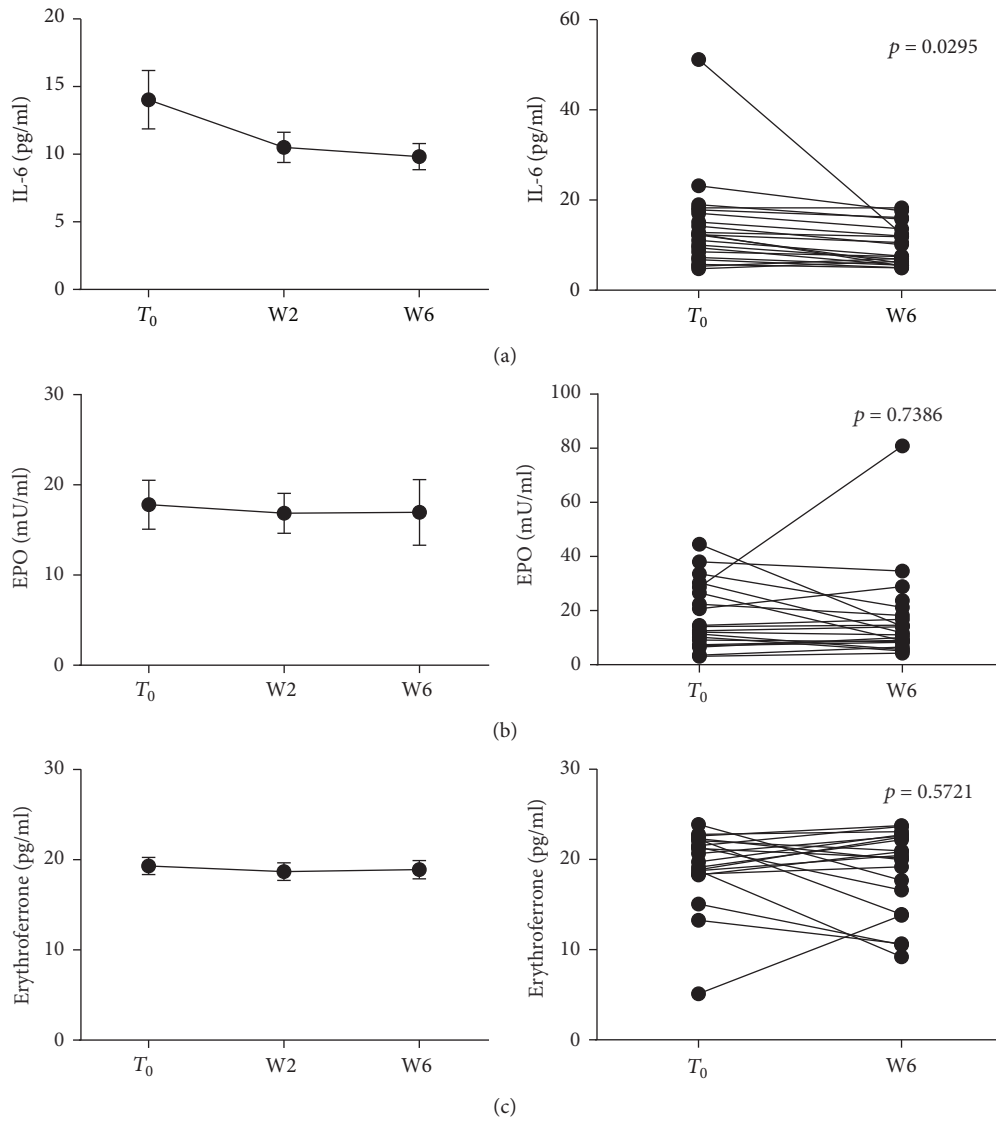 IL-6 (pg/ml)
20
15
10
5
0
T0
W2
W6
IL-6 (pg/ml)
60
40
20
0
p = 0.0295
T0
W6
(a)
EPO (mU/ml)
30
20
10
0
T0
W2
W6
EPO (mU/ml)
100
80
60
40
20
0
p = 0.7386
T0
W6
(b)
Erythroferrone (pg/ml)
30
20
10
0
T0
W2
W6
Erythroferrone (pg/ml)
30
20
10
0
p = 0.5721
T0
W6
(c)